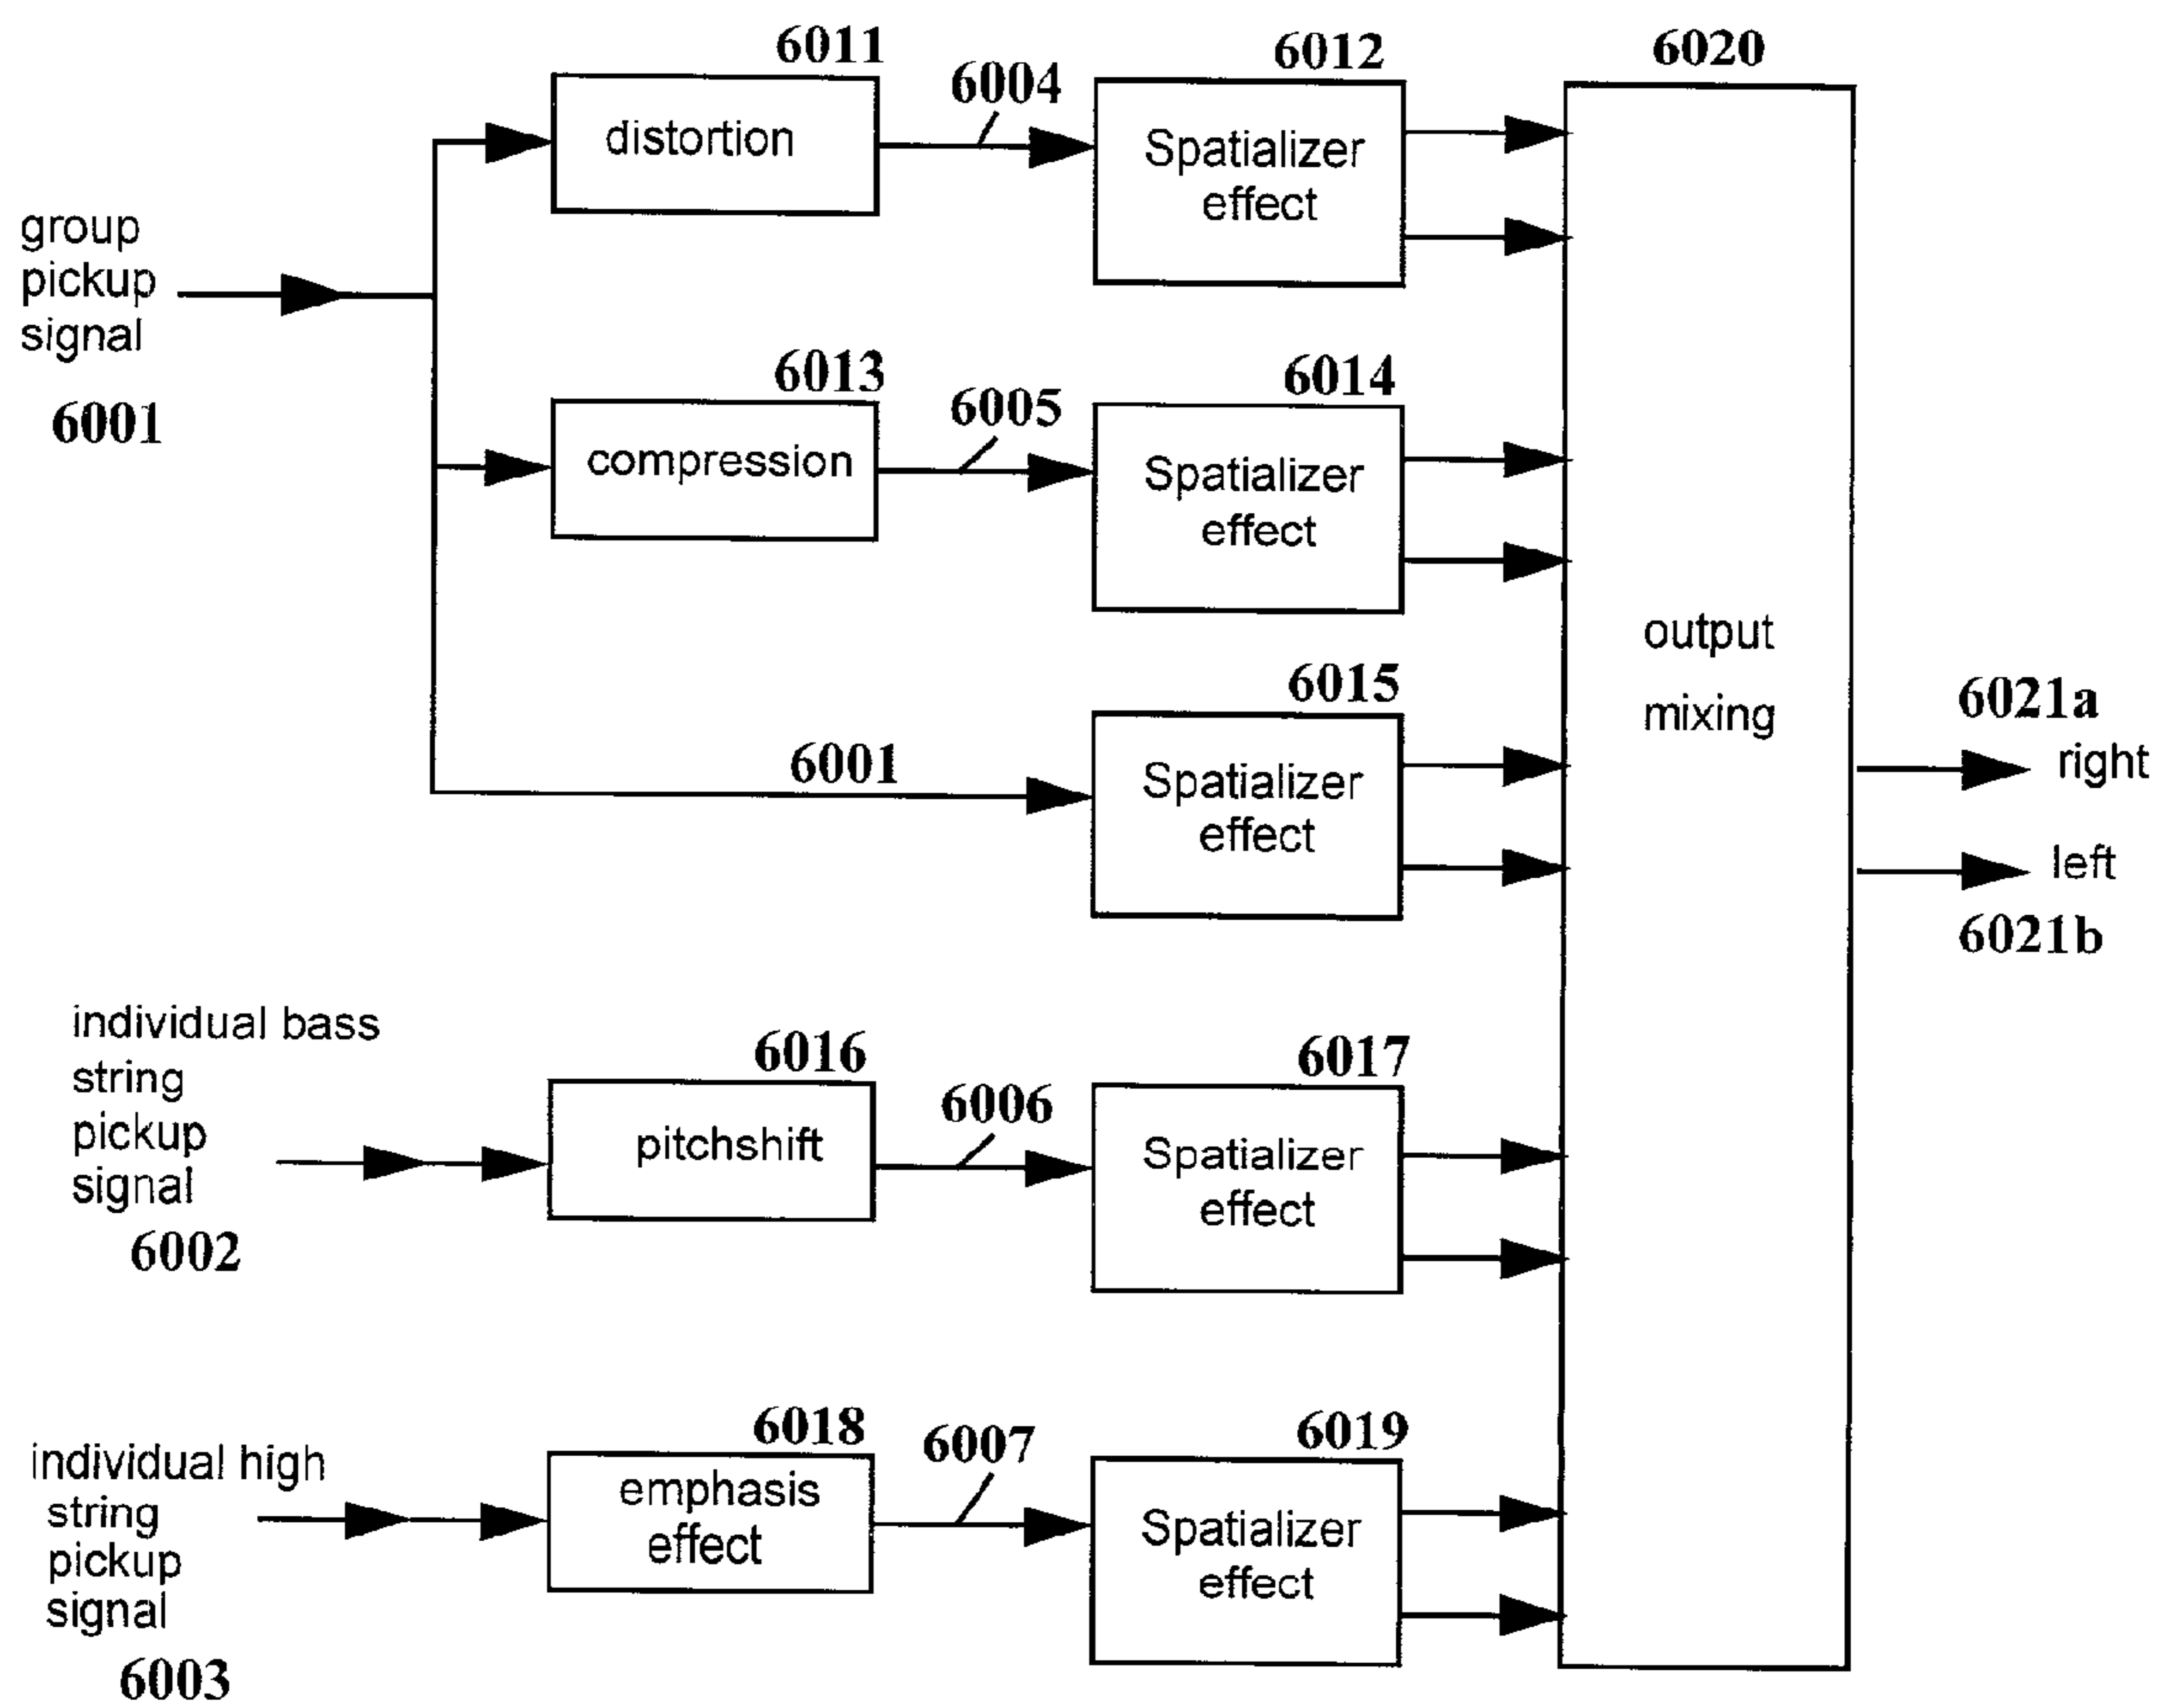 6011
6004
6012
6020
distortion
Spatializer
effect
group
pickup
signal
6001
6013
6005
6014
compression
Spatializer
effect
output
mixing
6015
6001
Spatializer
effect
6021a
right
left
6021b
individual bass
string
pickup
signal
6002
6016
6006
6017
pitchshift
Spatializer
effect
individual high
string
pickup
signal
6003
6018
6007
6019
emphasis
effect
Spatializer
effect